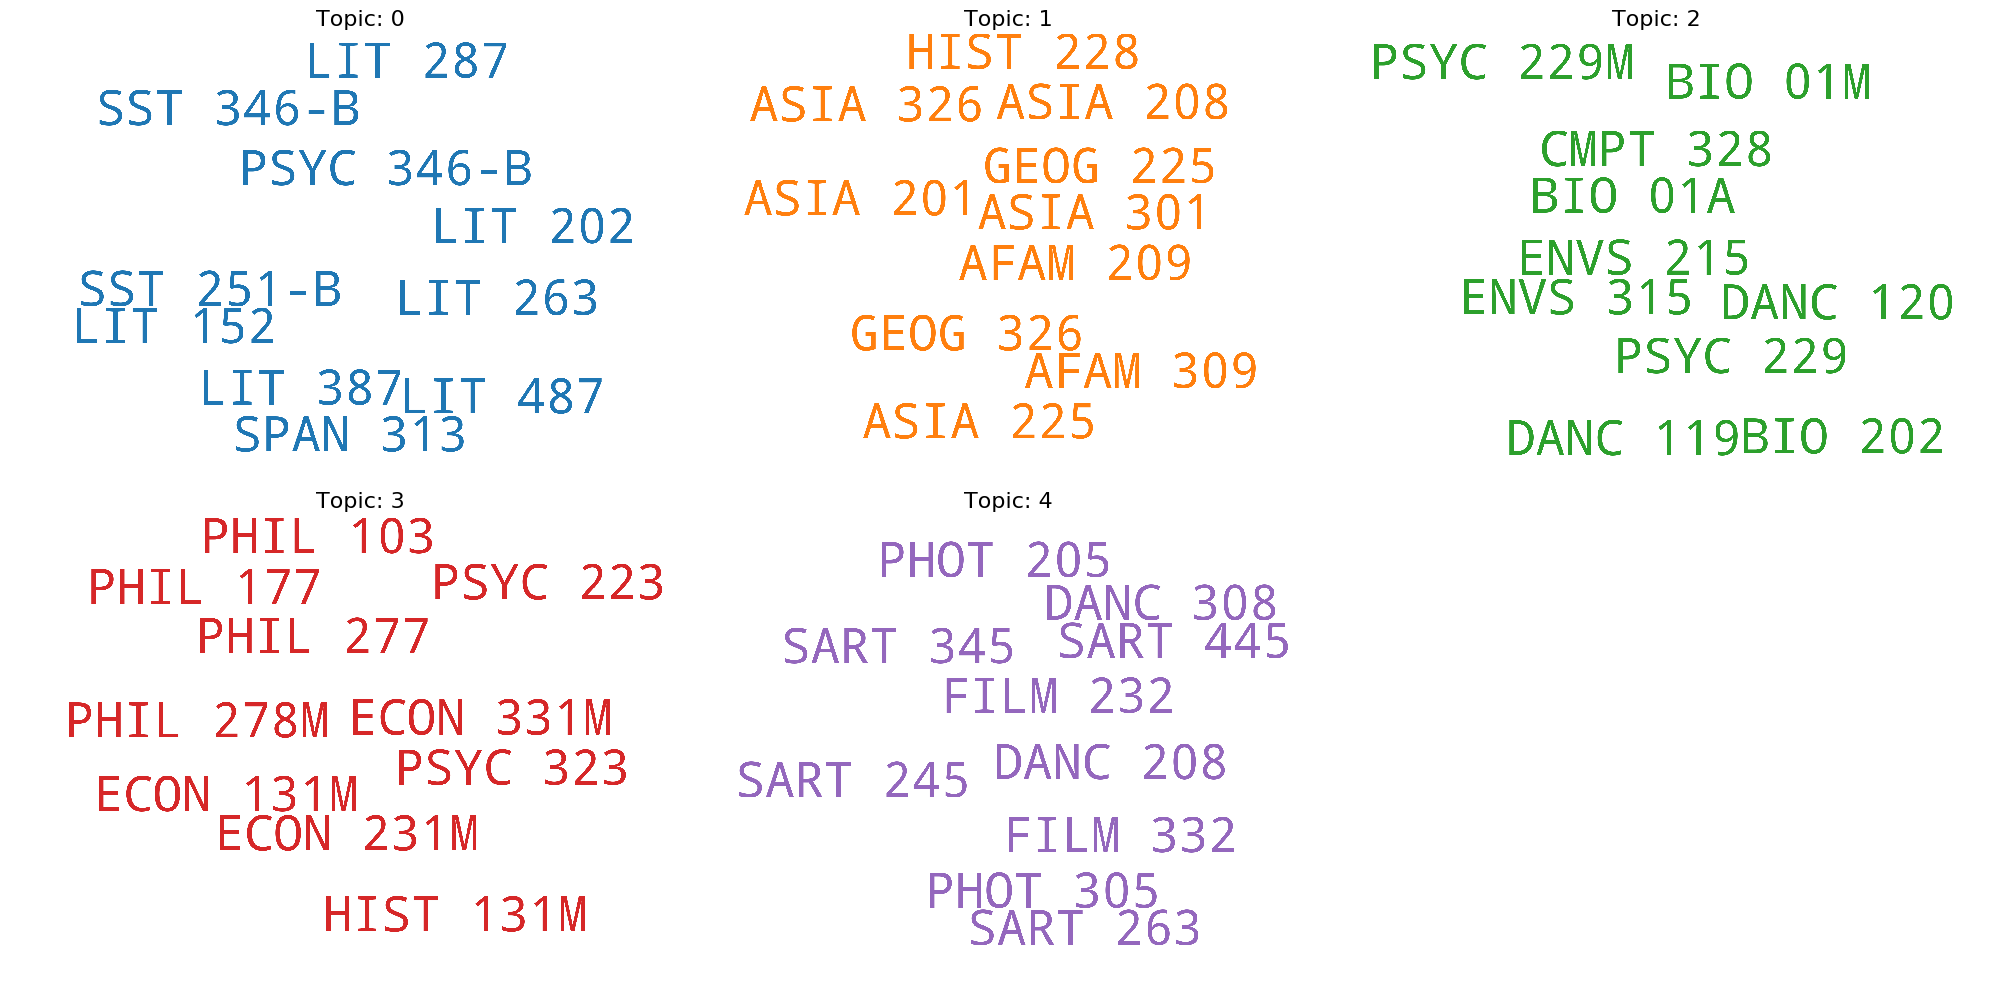 Topic: 0
LIT 287
SST 346-B
PSYC 346-B
LIT 202
SST 251-B
LIT 263
LIT 152
LIT 387
LIT 487
SPAN 313
Topic: 1
HIST 228
ASIA 326
ASIA 208
GEOG 225
ASIA 201
ASIA 301
AFAM 209
GEOG 326
AFAM 309
ASIA 225
Topic: 2
PSYC 229M
BIO 01M
CMPT 328
BIO 01A
ENVS 215
ENVS 315
DANC 120
PSYC 229
DANC 119
BIO 202
Topic: 3
PHIL 103
PHIL 177
PSYC 223
PHIL 277
PHIL 278M
ECON 331M
PSYC 323
ECON 131M
ECON 231M
HIST 131M
Topic: 4
PHOT 205
DANC 308
SART 345
SART 445
FILM 232
DANC 208
SART 245
FILM 332
PHOT 305
SART 263